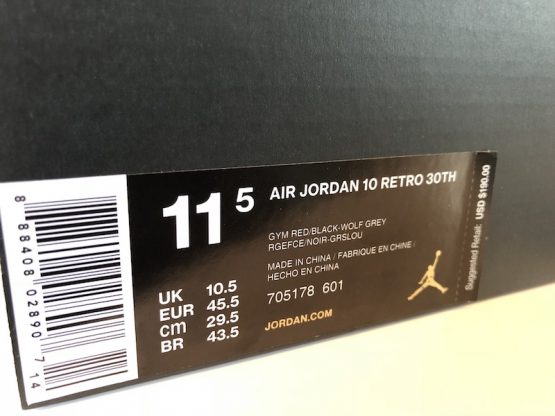 11 5
AIR JORDAN 10 RETRO 30TH
GYM RED/BLACK-WOLF GREY
RGEFCE/NOIR-GRSLOU
MADE IN CHINA / FABRIQUE EN CHINE /
HECHO EN CHINA
705178 601
JORDAN.COM
UK 10.5
EUR 45.5
cm 29.5
BR 43.5
Suggested Retail: USD $190.00
8 88408 02890 714